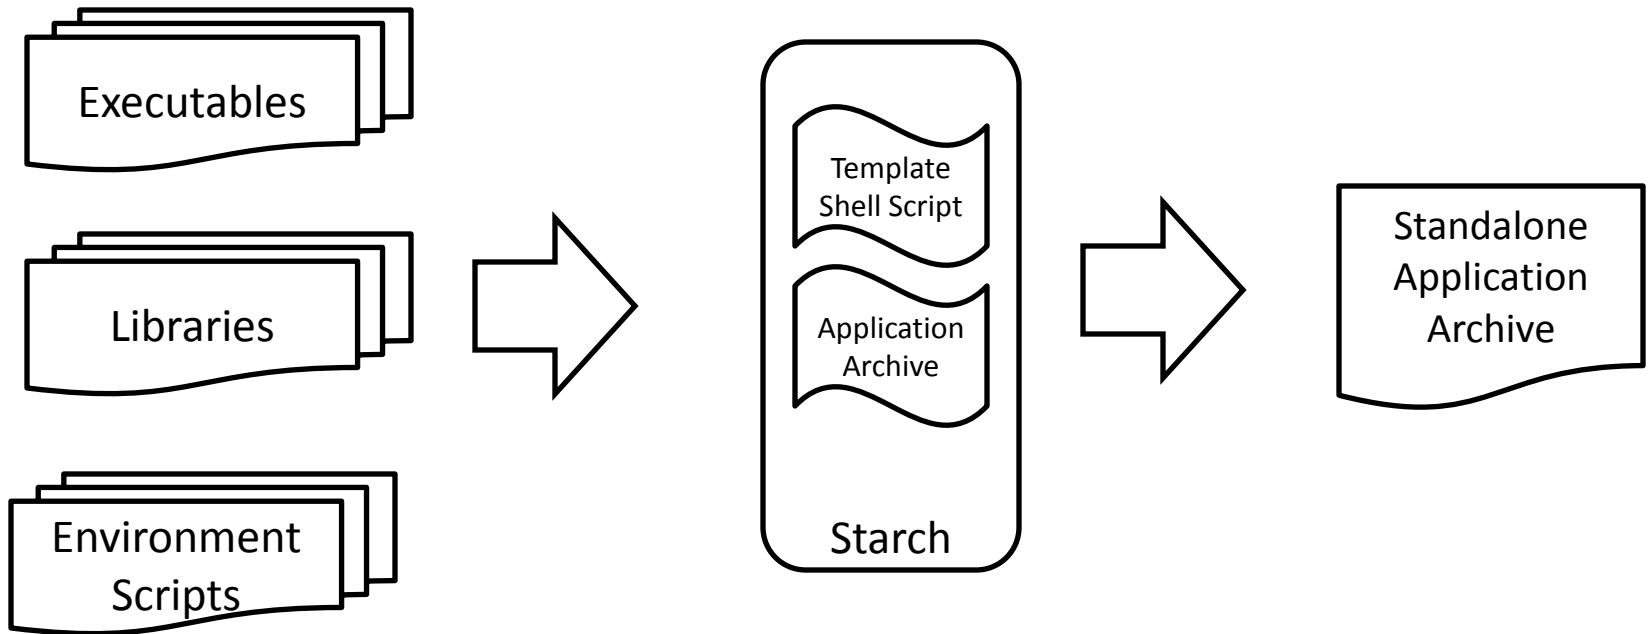 Executables
Libraries
Environment
Scripts
Template
Shell Script
Application
Archive
Starch
Standalone
Application
Archive